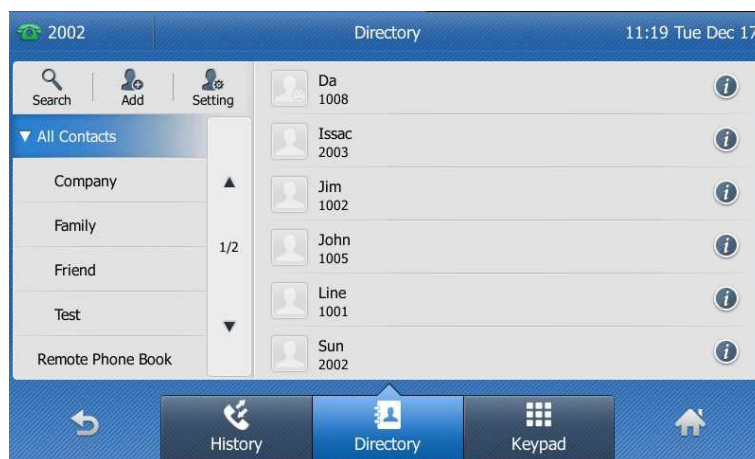 2002
Directory
11:19 Tue Dec 17
Search
Add
Setting
All Contacts
Company
Family
Friend
Test
Remote Phone Book
1/2
Da
1008
Issac
2003
Jim
1002
John
1005
Line
1001
Sun
2002
History
Directory
Keypad